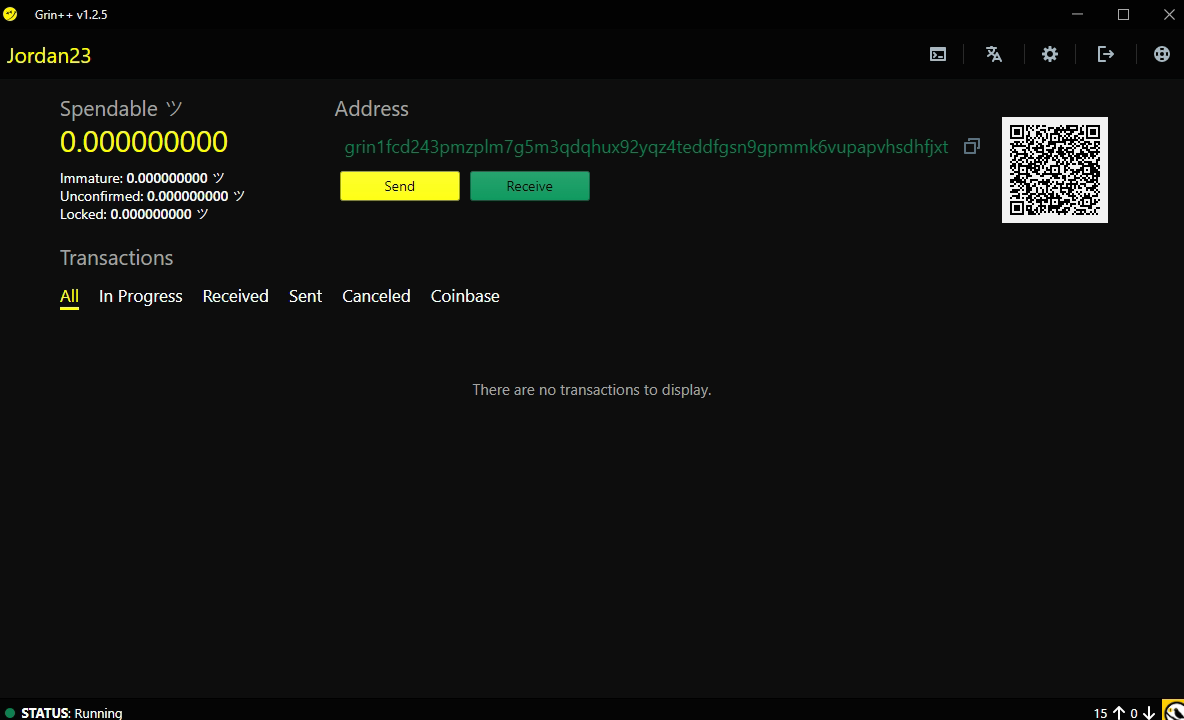 Grin++ v1.2.5
Jordan23
Spendable ツ
0.000000000
Immature: 0.000000000 ツ
Unconfirmed: 0.000000000 ツ
Locked: 0.000000000 ツ
Address
grin1fcd243pmzplm7g5m3qdqhux92yqz4teddfgsn9gpmmk6vupapvhsdhfjxt
Send
Receive
Transactions
All In Progress Received Sent Canceled Coinbase
There are no transactions to display.
STATUS: Running
15 ↑ 0 ↓